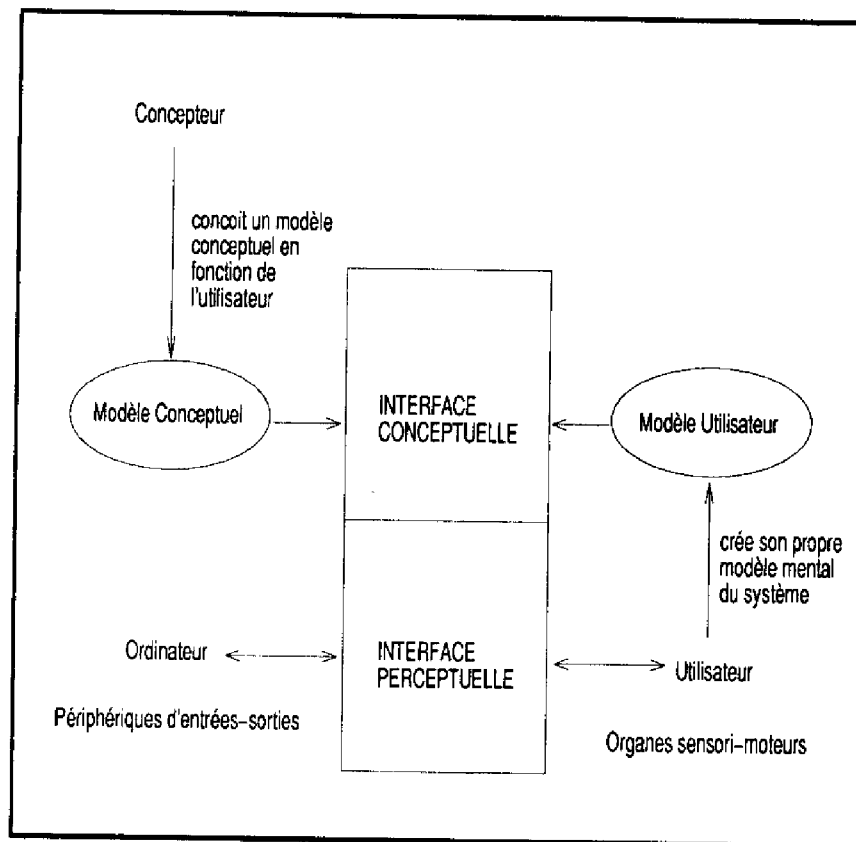 Concepteur
concoit un modèle
conceptuel en
fonction de
l'utilisateur
Modèle Conceptuel
INTERFACE
CONCEPTUELLE
Modèle Utilisateur
crée son propre
modèle mental
du système
Ordinateur
INTERFACE
PERCEPTUELLE
Utilisateur
Périphériques d'entrées-sorties
Organes sensori-moteurs